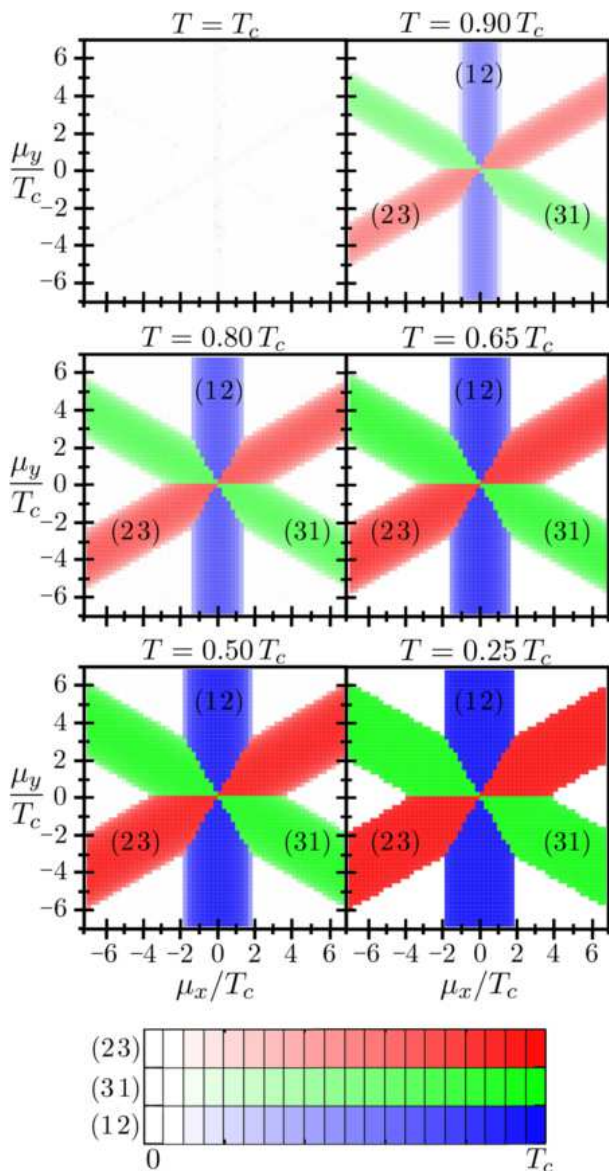 T = T_c T = 0.90 T_c
μ_y/T_c
6
4
2
0
−2
−4
−6
(12)
(23) (31)
T = 0.80 T_c T = 0.65 T_c
μ_y/T_c
6
4
2
0
−2
−4
−6
(12) (12)
(23) (31) (23) (31)
T = 0.50 T_c T = 0.25 T_c
μ_y/T_c
6
4
2
0
−2
−4
−6
(12) (12)
(23) (31) (23) (31)
−6 −4 −2 0 2 4 6 −6 −4 −2 0 2 4 6
μ_x/T_c μ_x/T_c
(23)
(31)
(12)
0 T_c